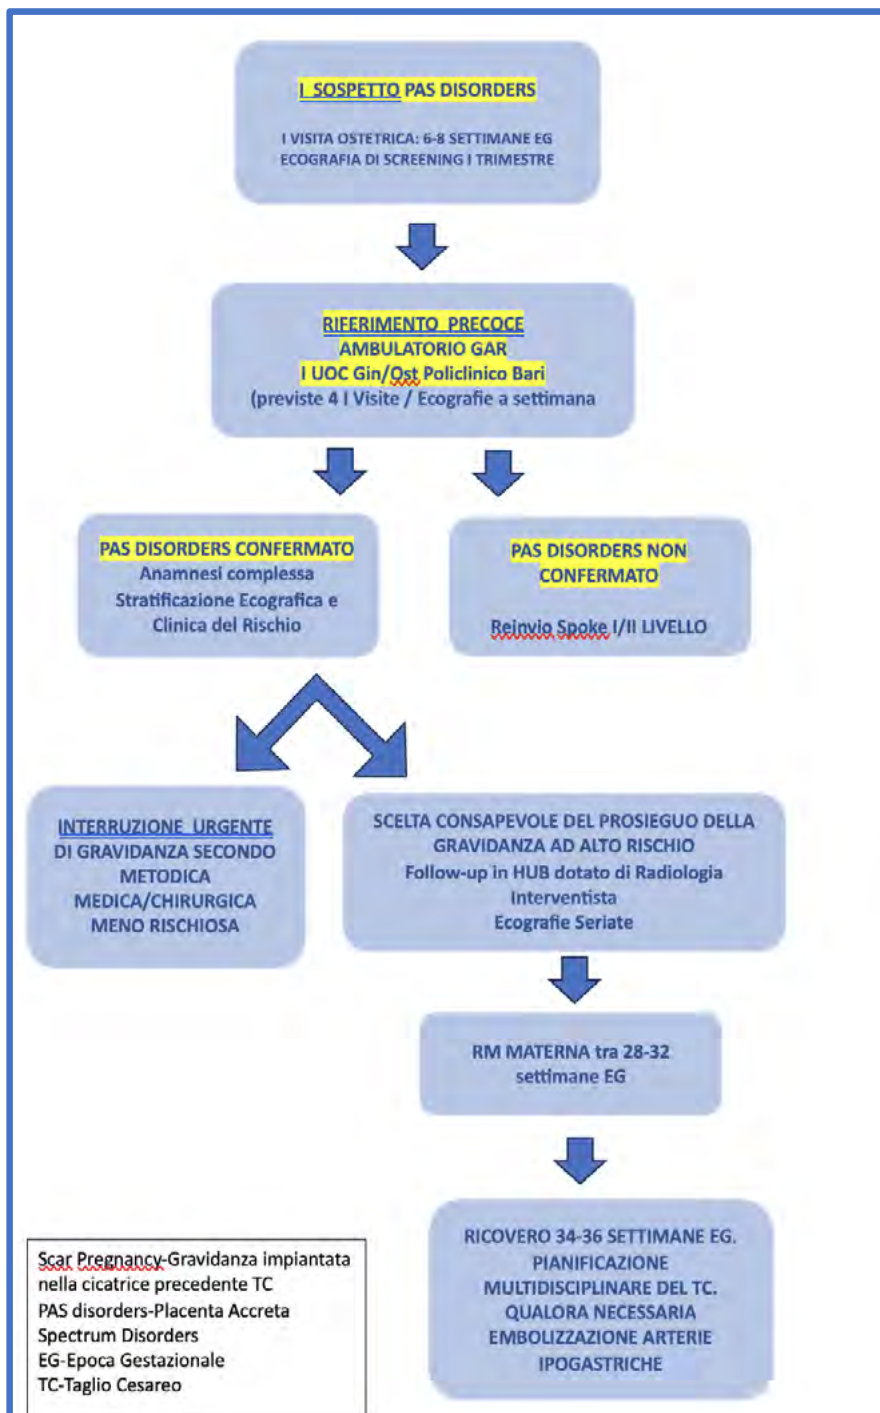 I SOSPETTO PAS DISORDERS
I VISITA OSTETRICA: 6-8 SETTIMANE EG
ECOGRAFIA DI SCREENING I TRIMESTRE
RIFERIMENTO PRECOCE
AMBULATORIO GAR
I UOC Gin/Ost Policlinico Bari
(previste 4 I Visite / Ecografie a settimana
PAS DISORDERS CONFERMATO
Anamnesi complessa
Stratificazione Ecografica e
Clinica del Rischio
PAS DISORDERS NON
CONFERMATO
Reinvio Spoke I/II LIVELLO
INTERRUZIONE URGENTE
DI GRAVIDANZA SECONDO
METODICA
MEDICA/CHIRURGICA
MENO RISCHIOSA
SCELTA CONSAPEVOLE DEL PROSIEGUO DELLA
GRAVIDANZA AD ALTO RISCHIO
Follow-up in HUB dotato di Radiologia
Interventista
Ecografie Seriate
RM MATERNA tra 28-32
settimane EG
RICOVERO 34-36 SETTIMANE EG.
PIANIFICAZIONE
MULTIDISCIPLINARE DEL TC.
QUALORA NECESSARIA
EMBOLIZZAZIONE ARTERIE
IPOGASTRICHE
Scar Pregnancy-Gravidanza impiantata
nella cicatrice precedente TC
PAS disorders-Placenta Accreta
Spectrum Disorders
EG-Epoca Gestazionale
TC-Taglio Cesareo